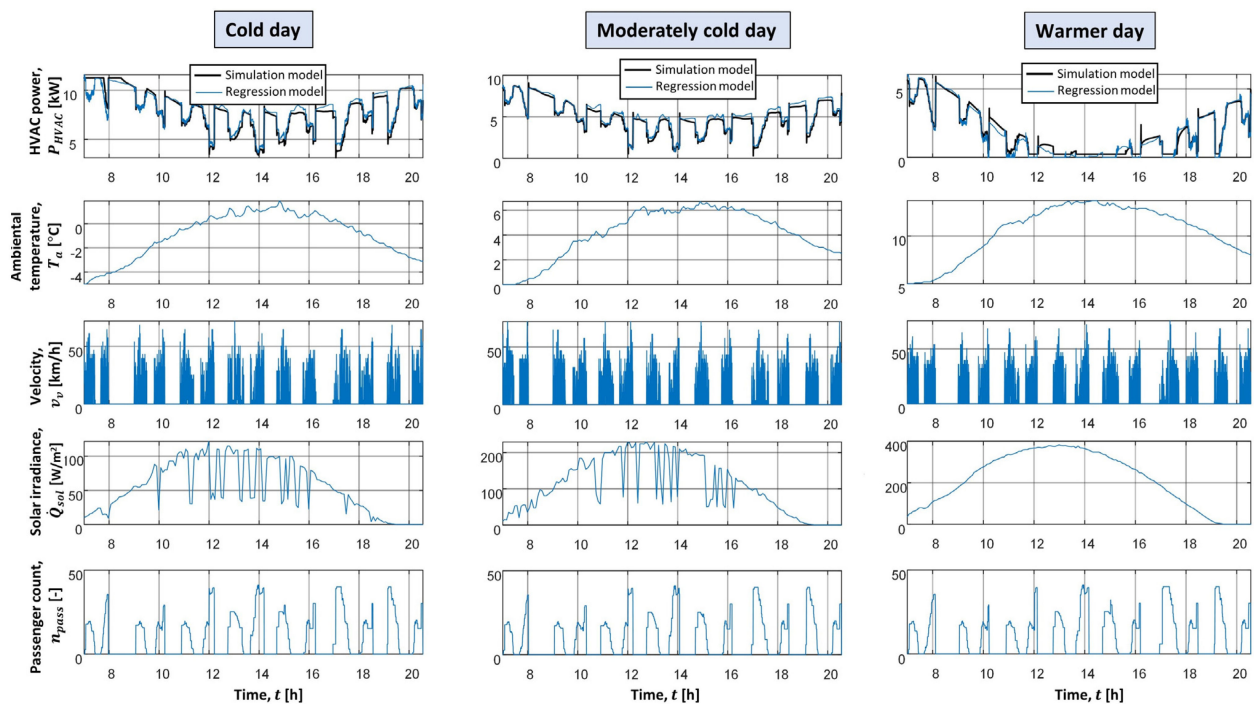 Cold day
Moderately cold day
Warmer day
HVAC power,
P_HVAC [kW]
Simulation model
Regression model
10
5
8 10 12 14 16 18 20
Simulation model
Regression model
10
5
0
8 10 12 14 16 18 20
Simulation model
Regression model
5
0
8 10 12 14 16 18 20
Ambiental
temperature,
T_a [°C]
0
-2
-4
8 10 12 14 16 18 20
6
4
2
0
8 10 12 14 16 18 20
10
5
8 10 12 14 16 18 20
Velocity,
v_v [km/h]
50
0
8 10 12 14 16 18 20
50
0
8 10 12 14 16 18 20
50
0
8 10 12 14 16 18 20
Solar irradiance,
Q̇_sol [W/m²]
100
50
0
8 10 12 14 16 18 20
200
100
0
8 10 12 14 16 18 20
400
200
0
8 10 12 14 16 18 20
Passenger count,
n_pass [-]
50
0
8 10 12 14 16 18 20
50
0
8 10 12 14 16 18 20
50
0
8 10 12 14 16 18 20
Time, t [h]
Time, t [h]
Time, t [h]